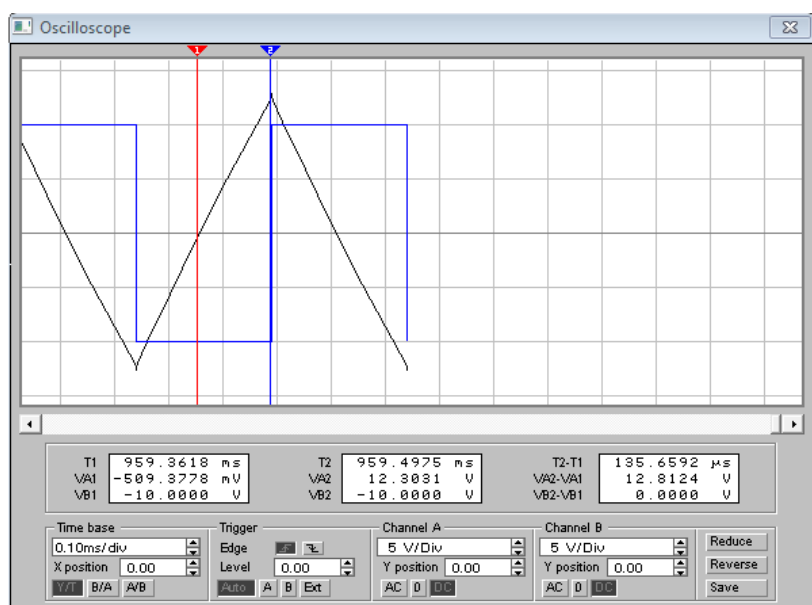 Oscilloscope
1 2
T1 959.3618 ms T2 959.4975 ms T2-T1 135.6592 µs
VA1 -509.3778 mV VA2 12.3031 V VA2-VA1 12.8124 V
VB1 -10.0000 V VB2 -10.0000 V VB2-VB1 0.0000 V
Time base Trigger Channel A Channel B
0.10ms/div Edge 5 V/Div 5 V/Div Reduce
X position 0.00 Level 0.00 Y position 0.00 Y position 0.00 Reverse
Y/T B/A A/B Auto A B Ext AC 0 DC AC 0 DC Save